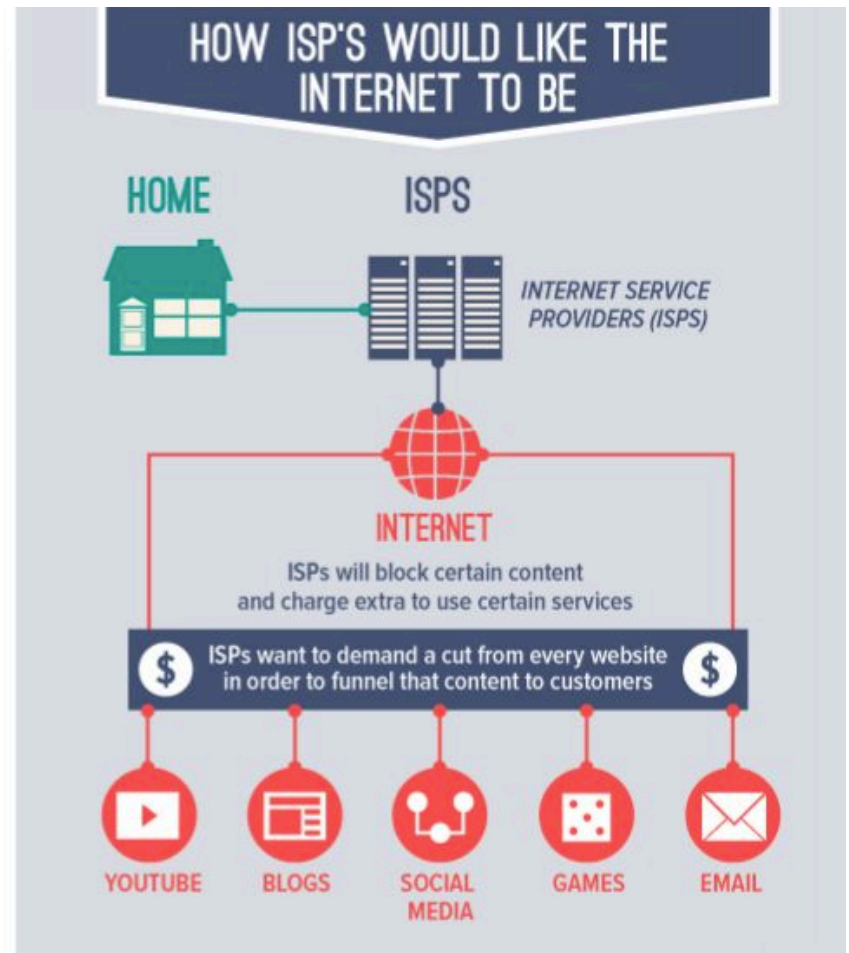 HOW ISP'S WOULD LIKE THE
INTERNET TO BE
HOME
ISPS
INTERNET SERVICE
PROVIDERS (ISPS)
INTERNET
ISPs will block certain content
and charge extra to use certain services
$
ISPs want to demand a cut from every website
in order to funnel that content to customers
$
YOUTUBE
BLOGS
SOCIAL
MEDIA
GAMES
EMAIL